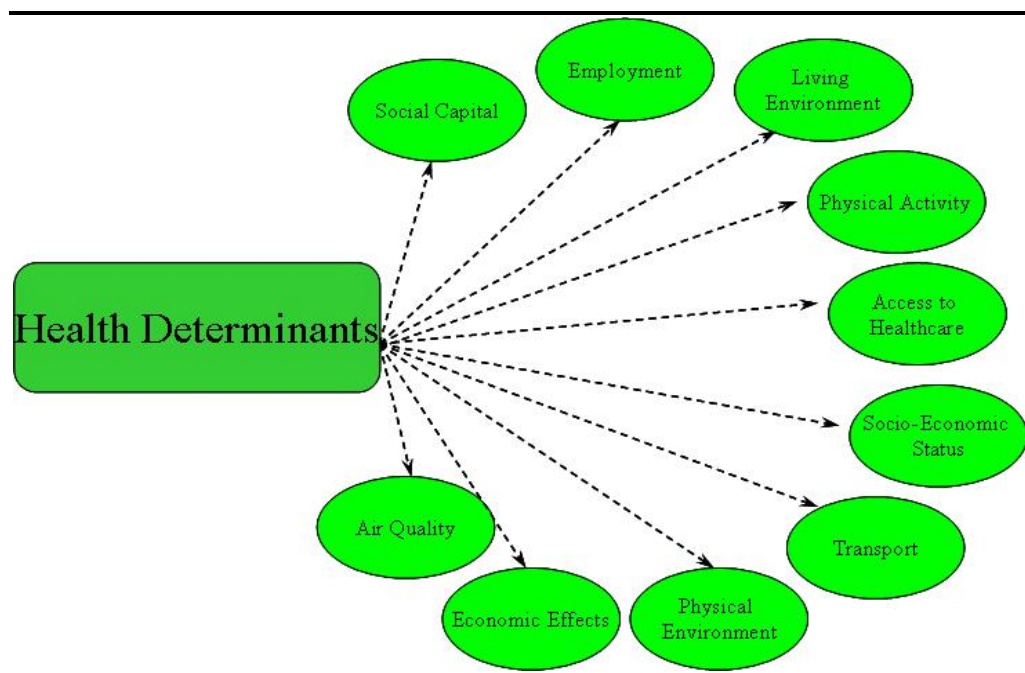 Employment
Living
Environment
Social Capital
Physical Activity
Health Determinants
Access to
Healthcare
Socio-Economic
Status
Air Quality
Transport
Economic Effects
Physical
Environment